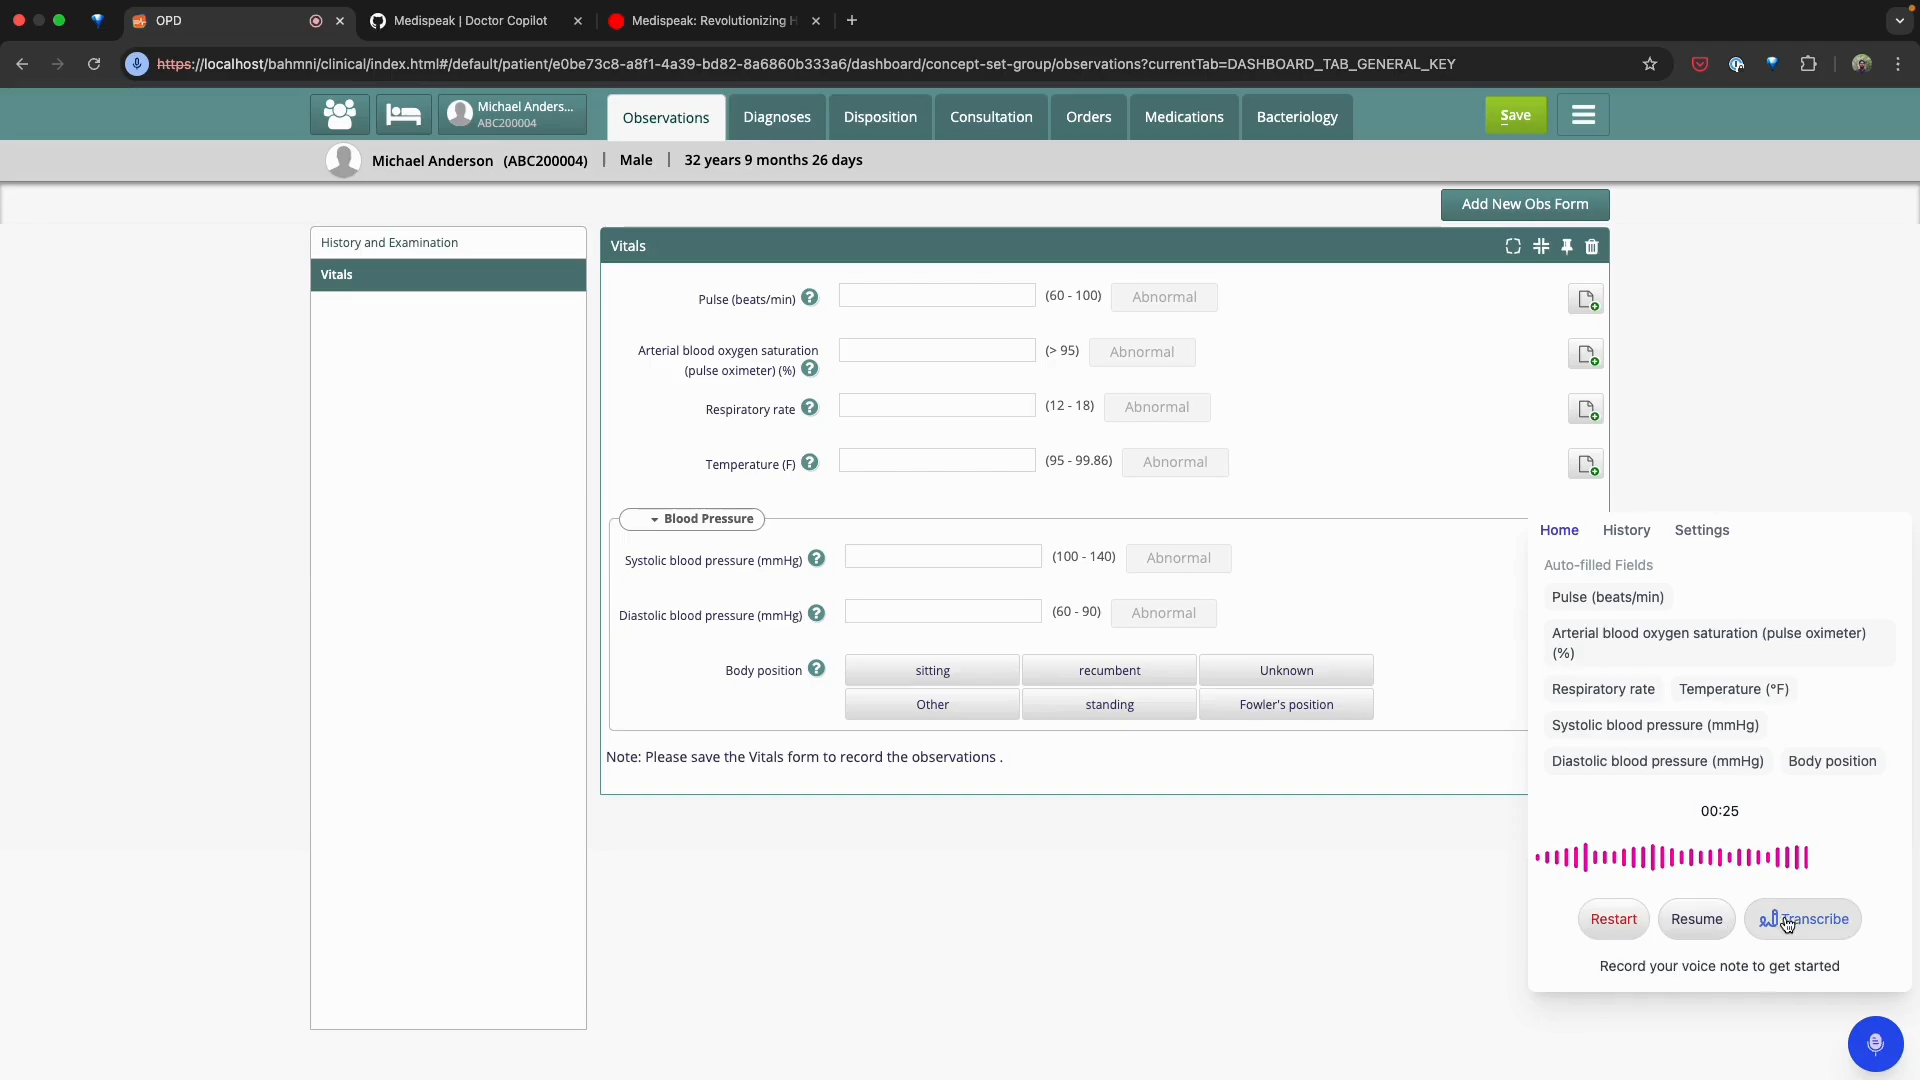 OPD
Medispeak | Doctor Copilot
Medispeak: Revolutionizing H
https://localhost/bahmni/clinical/index.html#/default/patient/e0be73c8-a8f1-4a39-bd82-8a6860b333a6/dashboard/concept-set-group/observations?currentTab=DASHBOARD_TAB_GENERAL_KEY
Michael Anders...
ABC200004
Observations
Diagnoses
Disposition
Consultation
Orders
Medications
Bacteriology
Save
Michael Anderson (ABC200004) | Male | 32 years 9 months 26 days
Add New Obs Form
History and Examination
Vitals
Vitals
Pulse (beats/min) ? (60 - 100) Abnormal
Arterial blood oxygen saturation
(pulse oximeter) (%) ? (> 95) Abnormal
Respiratory rate ? (12 - 18) Abnormal
Temperature (F) ? (95 - 99.86) Abnormal
Blood Pressure
Systolic blood pressure (mmHg) ? (100 - 140) Abnormal
Diastolic blood pressure (mmHg) ? (60 - 90) Abnormal
Body position ? sitting recumbent Unknown
Other standing Fowler's position
Note: Please save the Vitals form to record the observations .
Home History Settings
Auto-filled Fields
Pulse (beats/min)
Arterial blood oxygen saturation (pulse oximeter)
(%)
Respiratory rate Temperature (°F)
Systolic blood pressure (mmHg)
Diastolic blood pressure (mmHg) Body position
00:25
Restart Resume Transcribe
Record your voice note to get started